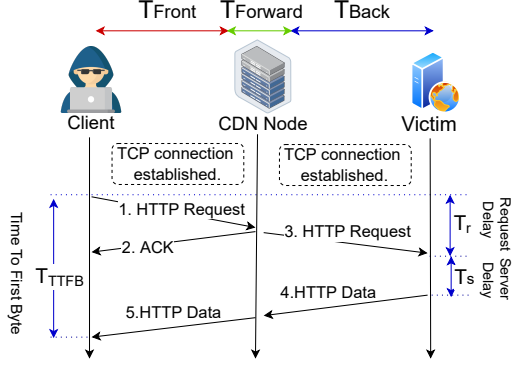 TFront TForward TBack
Client CDN Node Victim
TCP connection
established.
TCP connection
established.
1. HTTP Request
2. ACK
3. HTTP Request
4.HTTP Data
5.HTTP Data
Time To
First Byte
TTTFB
Tr
Request
Delay
Ts
Server
Delay